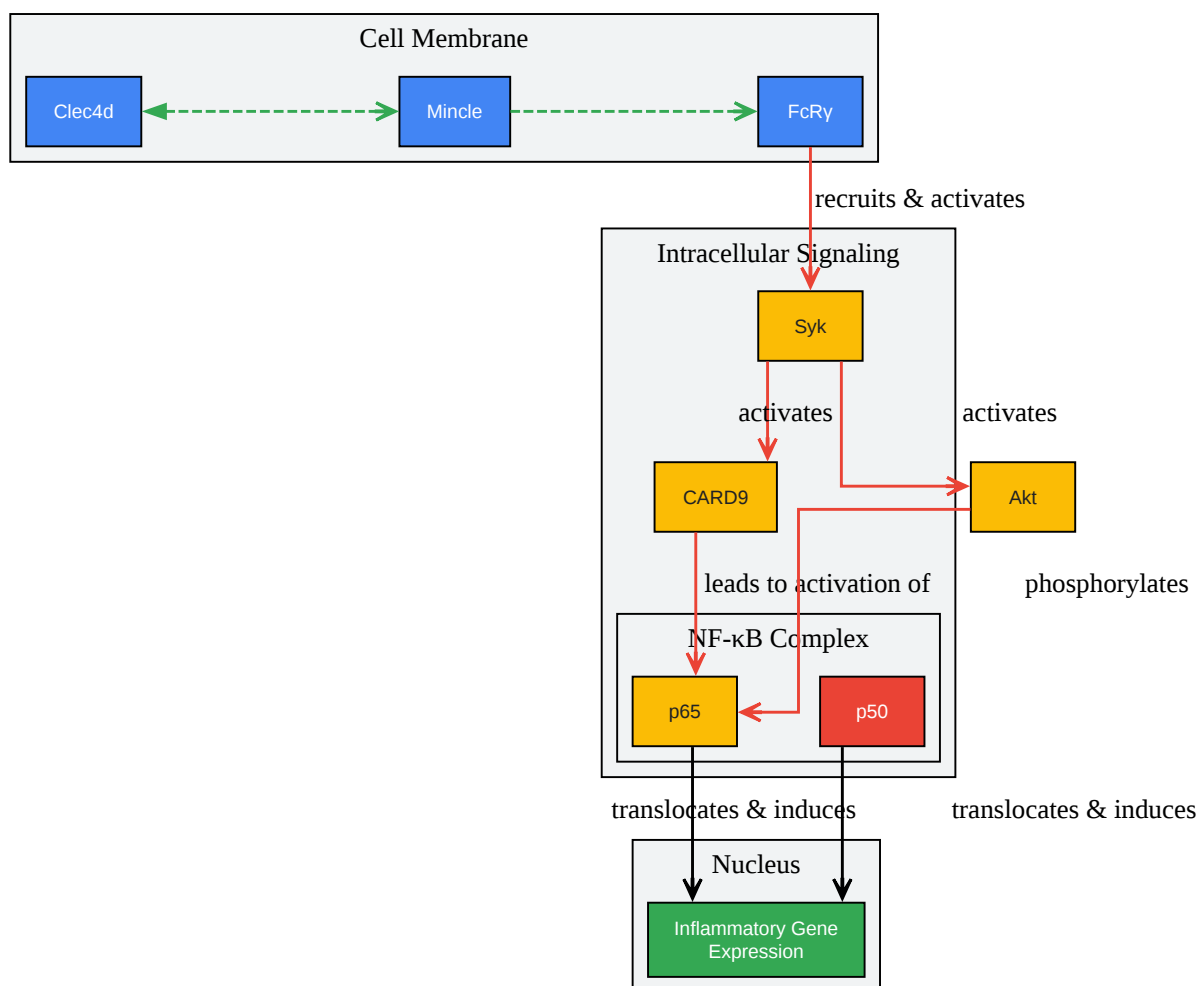 Cell Membrane
Clec4d
Mincle
FcRγ
recruits & activates
Intracellular Signaling
Syk
activates
activates
CARD9
Akt
leads to activation of
phosphorylates
NF-κB Complex
p65
p50
translocates & induces
translocates & induces
Nucleus
Inflammatory Gene
Expression